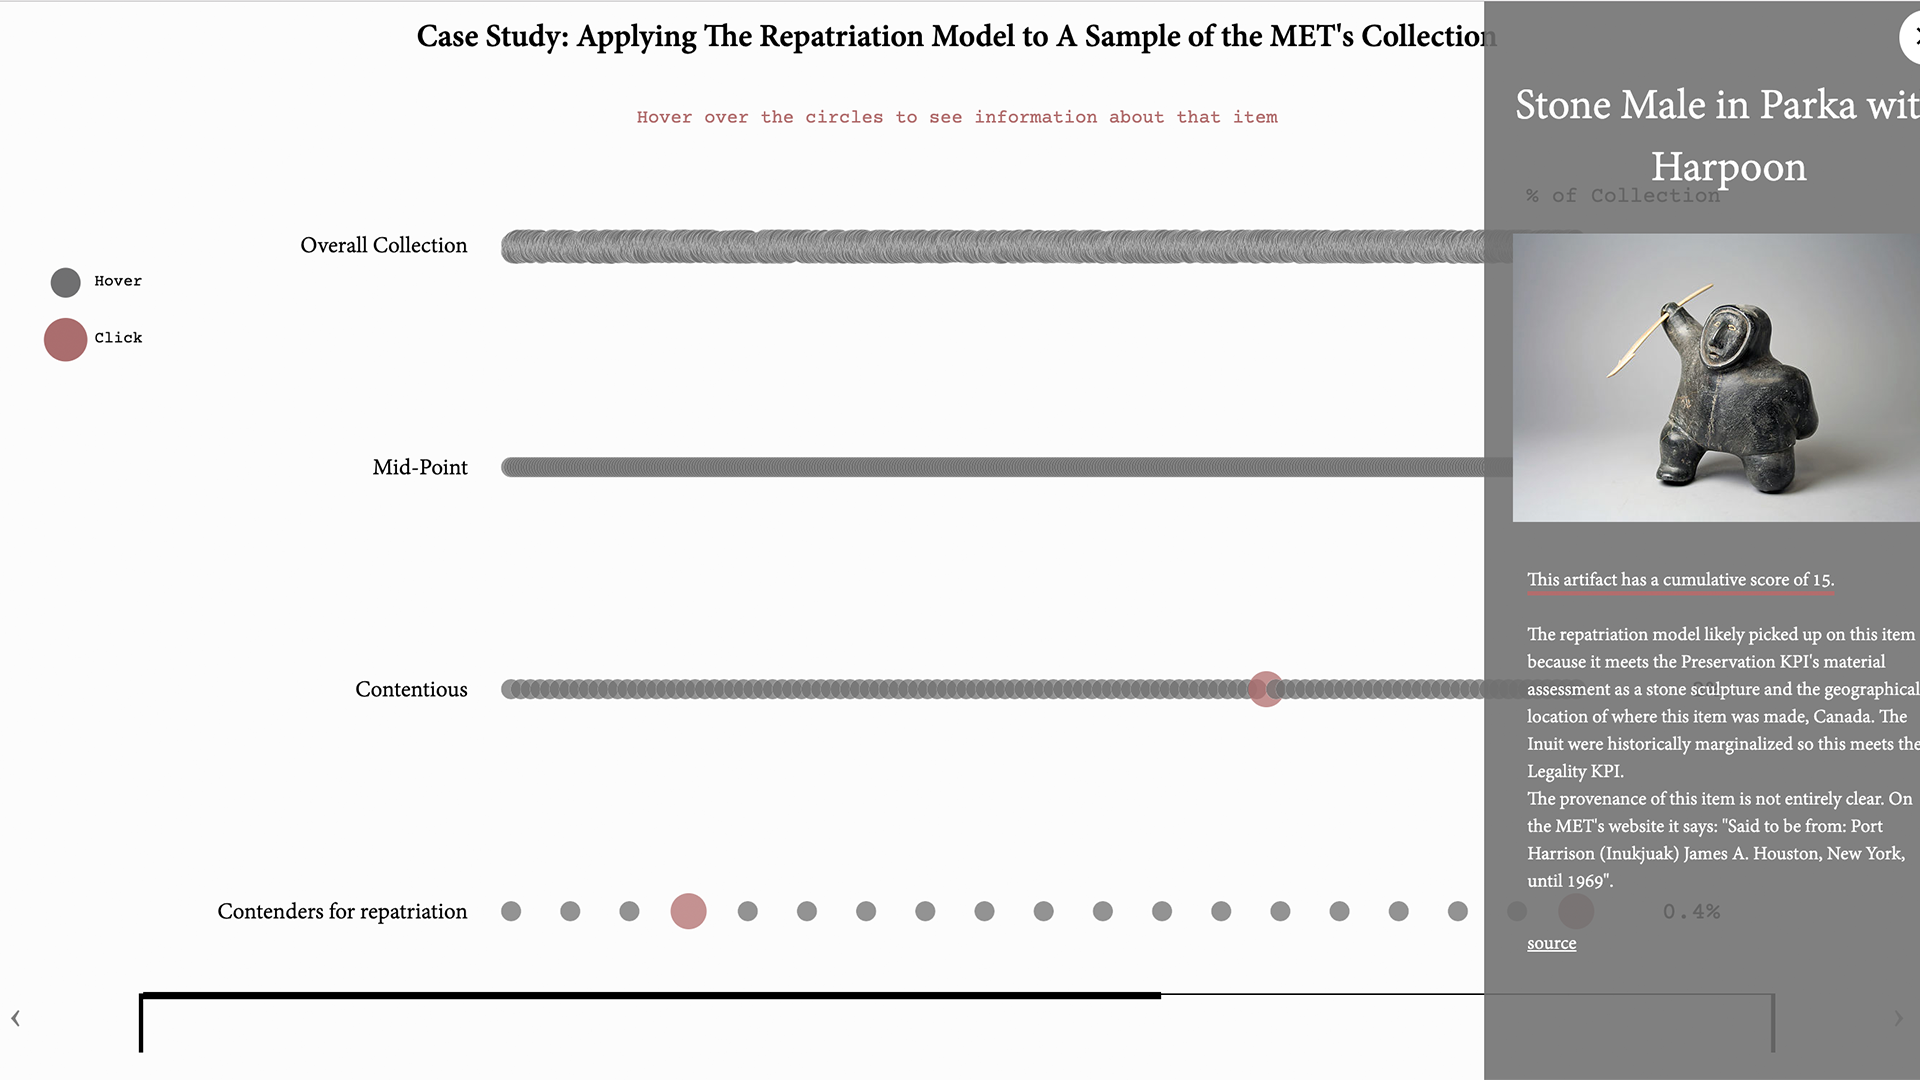 Case Study: Applying The Repatriation Model to A Sample of the MET's Collection
Hover over the circles to see information about that item
Hover
Click
Overall Collection
Mid-Point
Contentious
Contenders for repatriation
% of Collection
0.4%
Stone Male in Parka wit
Harpoon
This artifact has a cumulative score of 15.
The repatriation model likely picked up on this item
because it meets the Preservation KPI's material
assessment as a stone sculpture and the geographical
location of where this item was made, Canada. The
Inuit were historically marginalized so this meets the
Legality KPI.
The provenance of this item is not entirely clear. On
the MET's website it says: "Said to be from: Port
Harrison (Inukjuak) James A. Houston, New York,
until 1969".
source